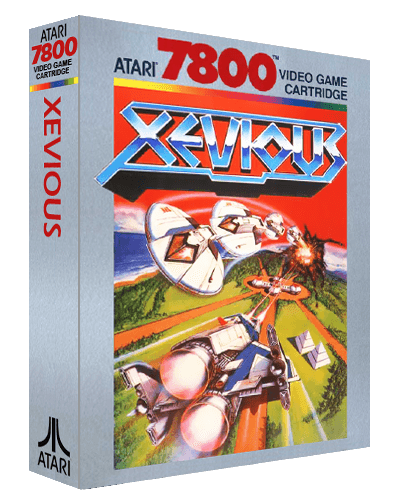 ATARI
7800
VIDEO GAME
CARTRIDGE
XEVIOUS
ATARI
ATARI® 7800™
VIDEO GAME
CARTRIDGE
XEVIOUS